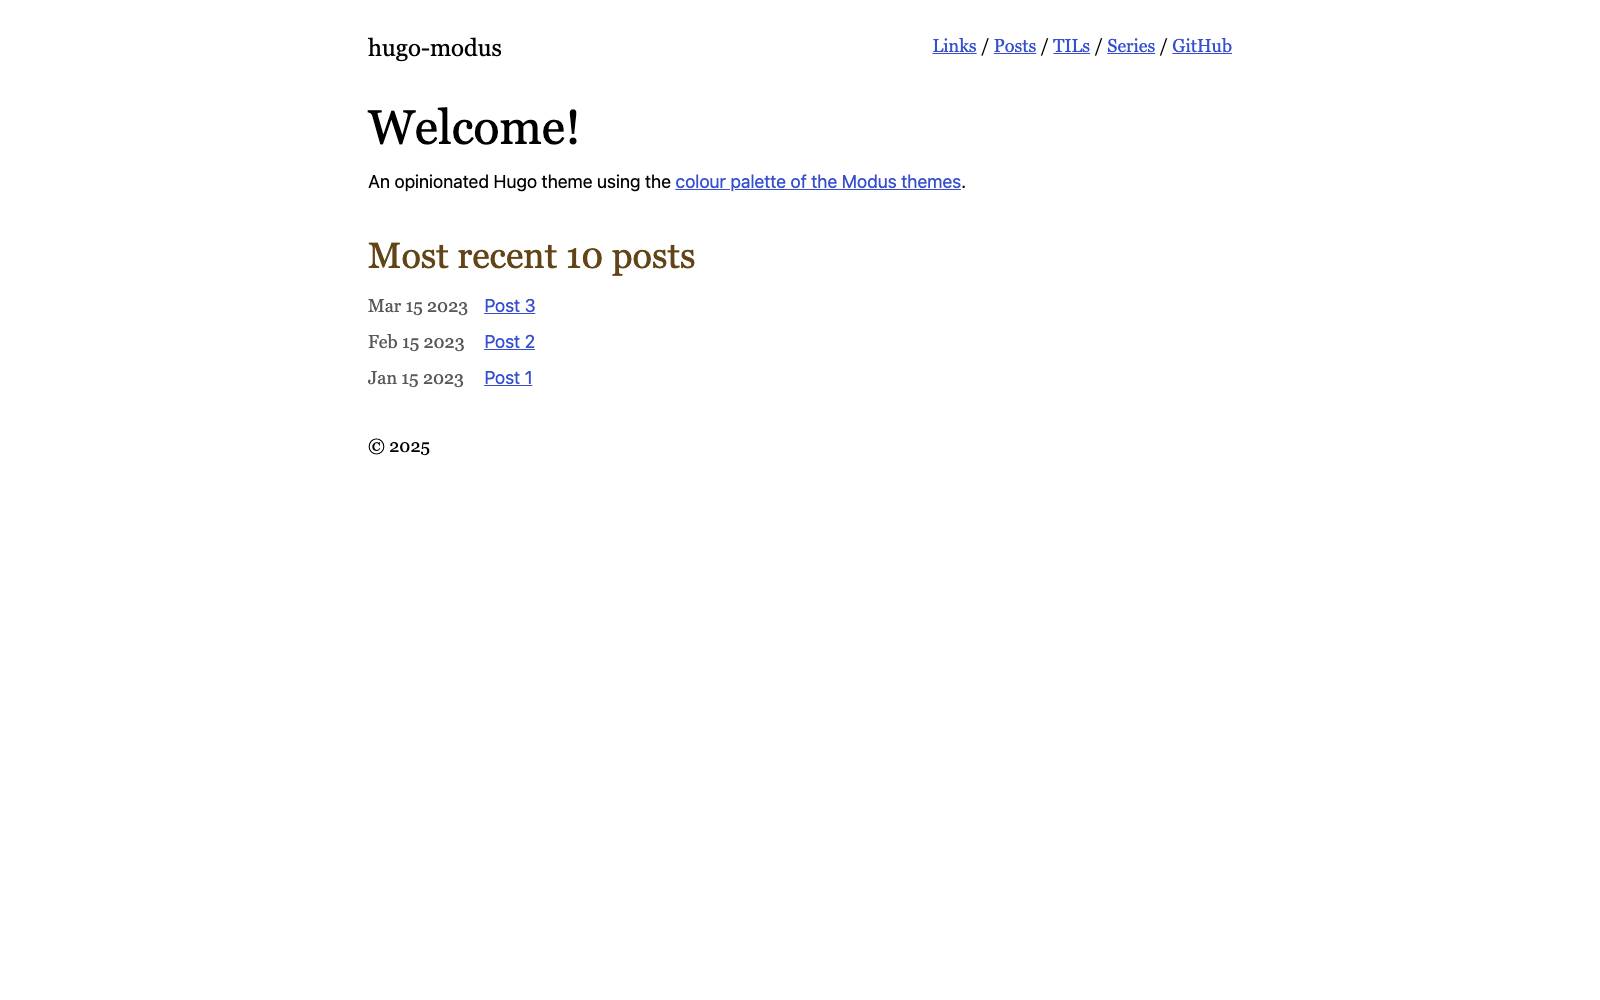 hugo-modus
Links / Posts / TILs / Series / GitHub
Welcome!
An opinionated Hugo theme using the colour palette of the Modus themes.
Most recent 10 posts
Mar 15 2023 Post 3
Feb 15 2023 Post 2
Jan 15 2023 Post 1
© 2025